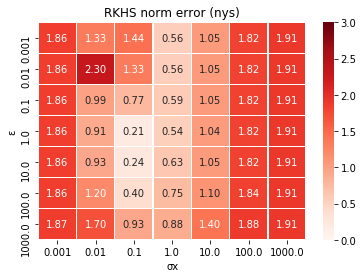 RKHS norm error (nys)
0.001 1.86 1.33 1.44 0.56 1.05 1.82 1.91
0.01 1.86 2.30 1.33 0.56 1.05 1.82 1.91
0.1 1.86 0.99 0.77 0.59 1.05 1.82 1.91
1.0 1.86 0.91 0.21 0.54 1.04 1.82 1.91
10.0 1.86 0.93 0.24 0.63 1.05 1.82 1.91
100.0 1.86 1.20 0.40 0.75 1.10 1.84 1.91
1000.0 1.87 1.70 0.93 0.88 1.40 1.88 1.91
0.001 0.01 0.1 1.0 10.0 100.0 1000.0
σx
ε
3.0
2.5
2.0
1.5
1.0
0.5
0.0